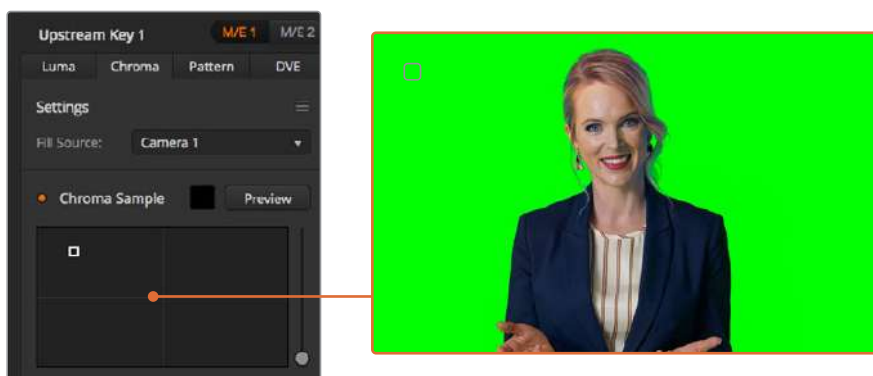 Upstream Key 1 M/E 1 M/E 2
Luma Chroma Pattern DVE
Settings
Fill Source: Camera 1
Chroma Sample Preview